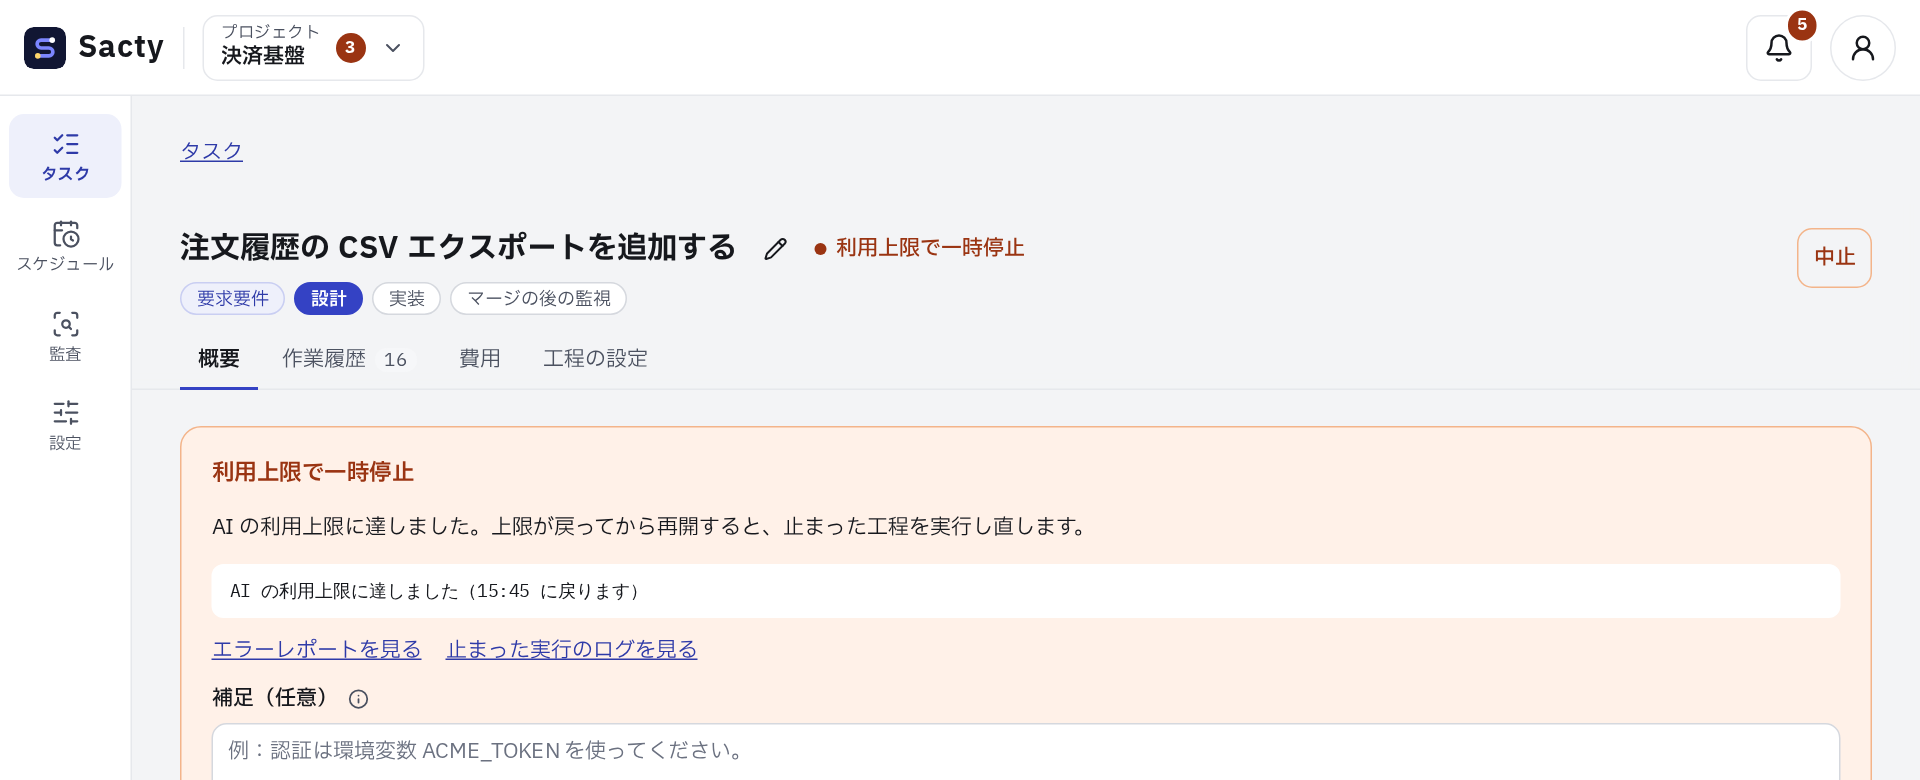 Sacty
プロジェクト
決済基盤
3
5
タスク
スケジュール
監査
設定
タスク
注文履歴の CSV エクスポートを追加する
利用上限で一時停止
中止
要求要件 設計 実装 マージの後の監視
概要 作業履歴 16 費用 工程の設定
利用上限で一時停止
AI の利用上限に達しました。上限が戻ってから再開すると、止まった工程を実行し直します。
AI の利用上限に達しました（15:45 に戻ります）
エラーレポートを見る 止まった実行のログを見る
補足（任意）
例：認証は環境変数 ACME_TOKEN を使ってください。